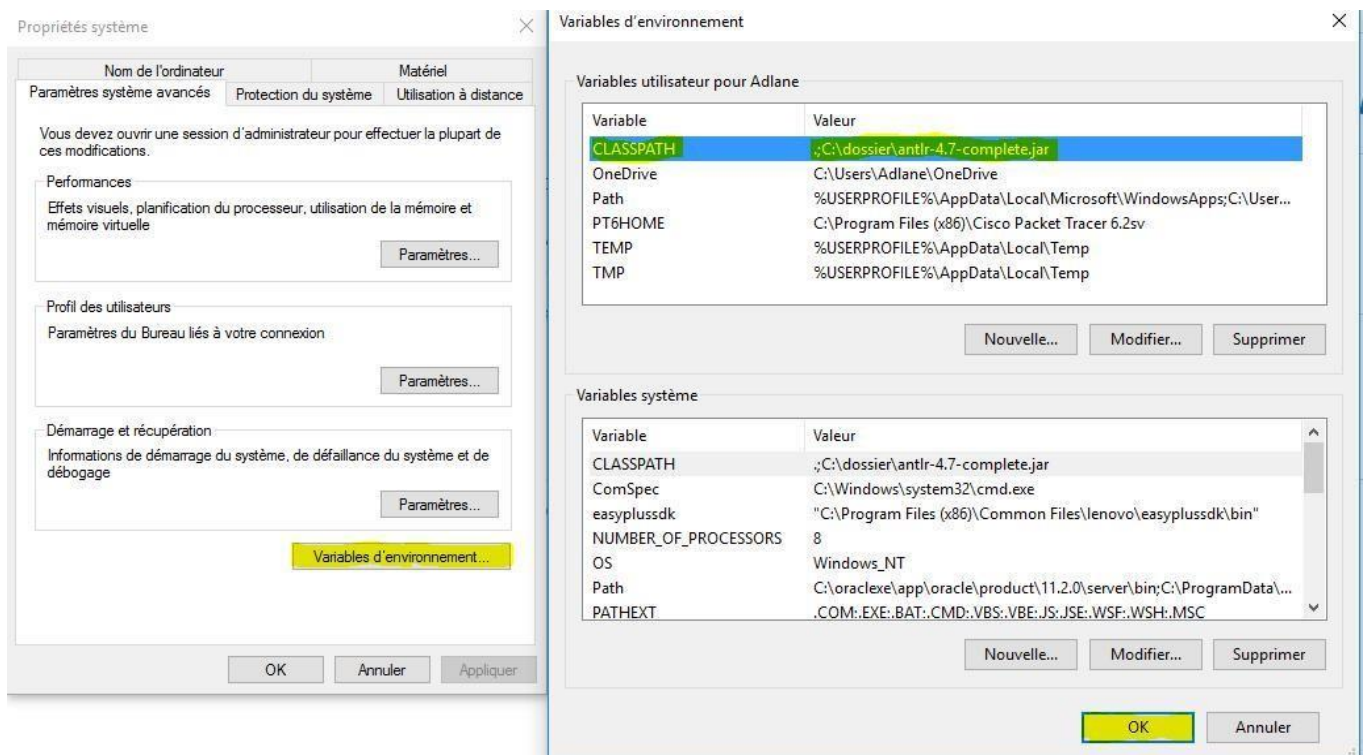 Propriétés système
Nom de l'ordinateur Matériel
Paramètres système avancés Protection du système Utilisation à distance
Vous devez ouvrir une session d'administrateur pour effectuer la plupart de
ces modifications.
Performances
Effets visuels, planification du processeur, utilisation de la mémoire et
mémoire virtuelle
Paramètres...
Profil des utilisateurs
Paramètres du Bureau liés à votre connexion
Paramètres...
Démarrage et récupération
Informations de démarrage du système, de défaillance du système et de
débogage
Paramètres...
Variables d'environnement...
OK Annuler Appliquer
Variables d'environnement
Variables utilisateur pour Adlane
Variable Valeur
CLASSPATH .;C:\dossier\antlr-4.7-complete.jar
OneDrive C:\Users\Adlane\OneDrive
Path %USERPROFILE%\AppData\Local\Microsoft\WindowsApps;C:\User...
PT6HOME C:\Program Files (x86)\Cisco Packet Tracer 6.2sv
TEMP %USERPROFILE%\AppData\Local\Temp
TMP %USERPROFILE%\AppData\Local\Temp
Nouvelle... Modifier... Supprimer
Variables système
Variable Valeur
CLASSPATH .;C:\dossier\antlr-4.7-complete.jar
ComSpec C:\Windows\system32\cmd.exe
easyplussdk "C:\Program Files (x86)\Common Files\lenovo\easyplussdk\bin"
NUMBER_OF_PROCESSORS 8
OS Windows_NT
Path C:\oraclexe\app\oracle\product\11.2.0\server\bin;C:\ProgramData\...
PATHEXT .COM;.EXE;.BAT;.CMD;.VBS;.VBE;.JS;.JSE;.WSF;.WSH;.MSC
Nouvelle... Modifier... Supprimer
OK Annuler